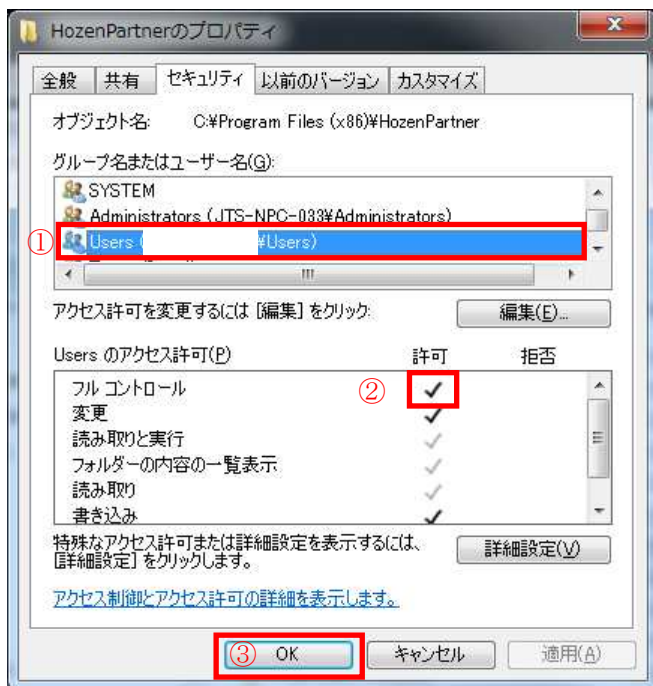 HozenPartnerのプロパティ
全般 共有 セキュリティ 以前のバージョン カスタマイズ
オブジェクト名: C:¥Program Files (x86)¥HozenPartner
グループ名またはユーザー名(G):
SYSTEM
Administrators (JTS-NPC-033¥Administrators)
① Users ( ¥Users)
アクセス許可を変更するには [編集] をクリック: 編集(E)...
Users のアクセス許可(P) 許可 拒否
フル コントロール ②
変更
読み取りと実行
フォルダーの内容の一覧表示
読み取り
書き込み
特殊なアクセス許可または詳細設定を表示するには、 詳細設定(V)
[詳細設定] をクリックします。
アクセス制御とアクセス許可の詳細を表示します。
③ OK キャンセル 適用(A)